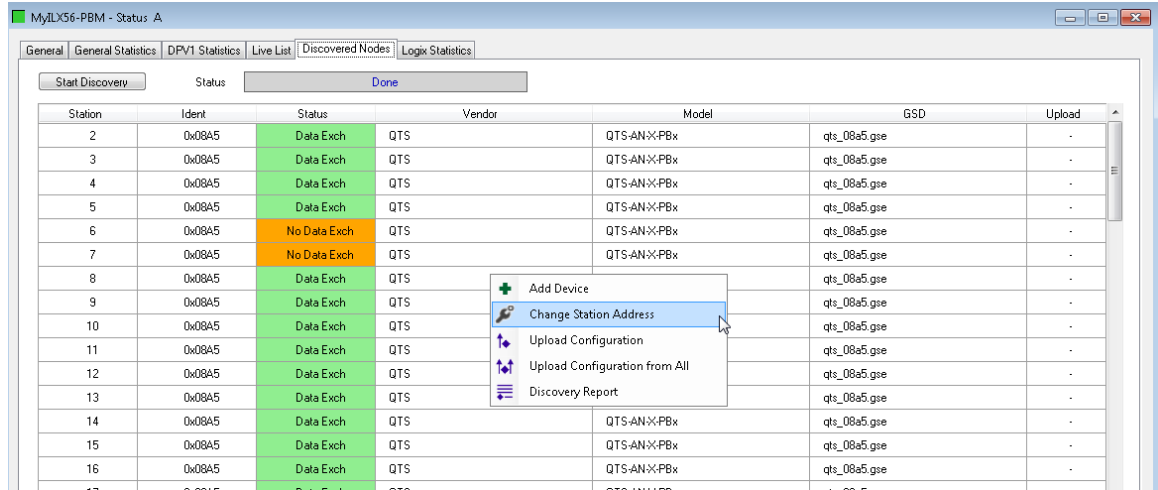 MyILX56-PBM - Status A
General General Statistics DPV1 Statistics Live List Discovered Nodes Logix Statistics
Start Discovery Status Done
Station Ident Status Vendor Model GSD Upload
2 0x08A5 Data Exch QTS QTS-AN-X-PBx qts_08a5.gse -
3 0x08A5 Data Exch QTS QTS-AN-X-PBx qts_08a5.gse -
4 0x08A5 Data Exch QTS QTS-AN-X-PBx qts_08a5.gse -
5 0x08A5 Data Exch QTS QTS-AN-X-PBx qts_08a5.gse -
6 0x08A5 No Data Exch QTS QTS-AN-X-PBx qts_08a5.gse -
7 0x08A5 No Data Exch QTS QTS-AN-X-PBx qts_08a5.gse -
8 0x08A5 Data Exch QTS qts_08a5.gse -
Add Device
9 0x08A5 Data Exch QTS qts_08a5.gse -
Change Station Address
10 0x08A5 Data Exch QTS qts_08a5.gse -
Upload Configuration
11 0x08A5 Data Exch QTS qts_08a5.gse -
Upload Configuration from All
12 0x08A5 Data Exch QTS qts_08a5.gse -
Discovery Report
13 0x08A5 Data Exch QTS qts_08a5.gse -
14 0x08A5 Data Exch QTS QTS-AN-X-PBx qts_08a5.gse -
15 0x08A5 Data Exch QTS QTS-AN-X-PBx qts_08a5.gse -
16 0x08A5 Data Exch QTS QTS-AN-X-PBx qts_08a5.gse -